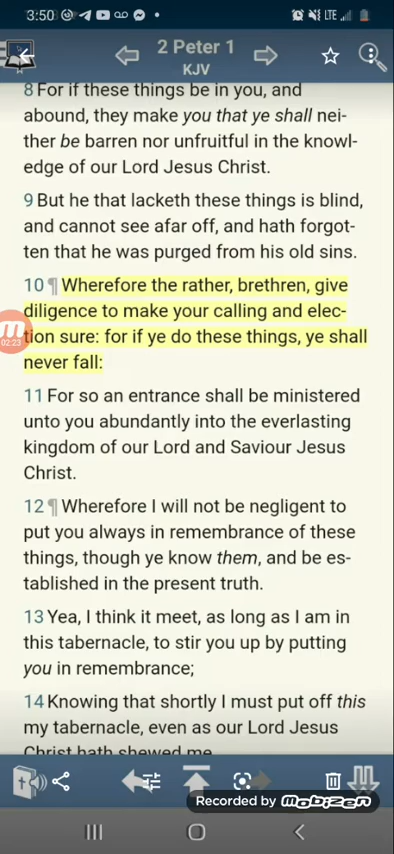 3:50
LTE
2 Peter 1
KJV
8 For if these things be in you, and
abound, they make you that ye shall nei-
ther be barren nor unfruitful in the knowl-
edge of our Lord Jesus Christ.
9 But he that lacketh these things is blind,
and cannot see afar off, and hath forgot-
ten that he was purged from his old sins.
10 ¶ Wherefore the rather, brethren, give
diligence to make your calling and elec-
tion sure: for if ye do these things, ye shall
never fall:
02:23
11 For so an entrance shall be ministered
unto you abundantly into the everlasting
kingdom of our Lord and Saviour Jesus
Christ.
12 ¶ Wherefore I will not be negligent to
put you always in remembrance of these
things, though ye know them, and be es-
tablished in the present truth.
13 Yea, I think it meet, as long as I am in
this tabernacle, to stir you up by putting
you in remembrance;
14 Knowing that shortly I must put off this
my tabernacle, even as our Lord Jesus
Christ hath shewed me.
Recorded by mobizen